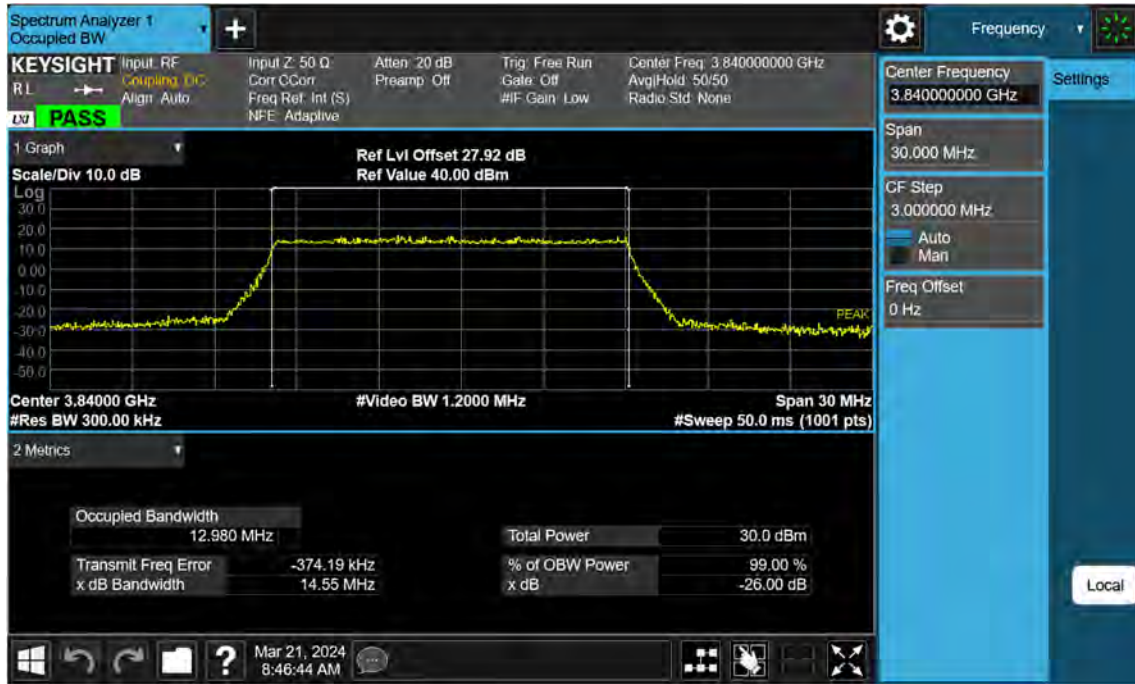 Spectrum Analyzer 1
Occupied BW
Frequency
KEYSIGHT
RL
LXI
PASS
Input: RF
Coupling: DC
Align: Auto
Input Z: 50 Ω
Corr CCorr
Freq Ref: Int (S)
NFE: Adaptive
Atten: 20 dB
Preamp: Off
Trig: Free Run
Gate: Off
#IF Gain: Low
Center Freq: 3.840000000 GHz
Avg|Hold: 50/50
Radio Std: None
1 Graph
Scale/Div 10.0 dB
Ref Lvl Offset 27.92 dB
Ref Value 40.00 dBm
Log
30.0
20.0
10.0
0.00
-10.0
-20.0
-30.0
-40.0
-50.0
PEAK
Center 3.84000 GHz
#Res BW 300.00 kHz
#Video BW 1.2000 MHz
Span 30 MHz
#Sweep 50.0 ms (1001 pts)
2 Metrics
Occupied Bandwidth
12.980 MHz
Total Power 30.0 dBm
Transmit Freq Error -374.19 kHz
% of OBW Power 99.00 %
x dB Bandwidth 14.55 MHz
x dB -26.00 dB
Center Frequency
3.840000000 GHz
Settings
Span
30.000 MHz
CF Step
3.000000 MHz
Auto
Man
Freq Offset
0 Hz
Local
?
Mar 21, 2024
8:46:44 AM